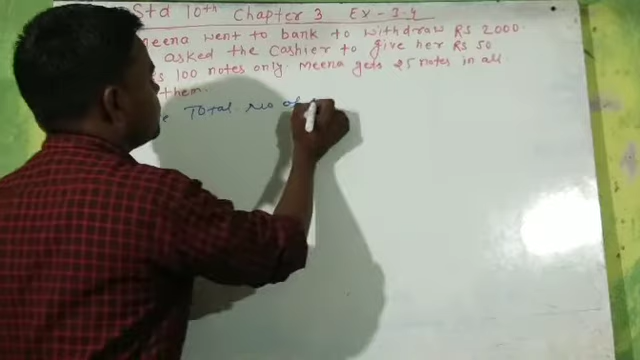 Std 10th Chapter 3 Ex - 3.4
Meena went to bank to withdraw Rs 2000.
asked the Cashier to give her Rs 50
Rs 100 notes only. Meena gets 25 notes in all.
them.
Total no of